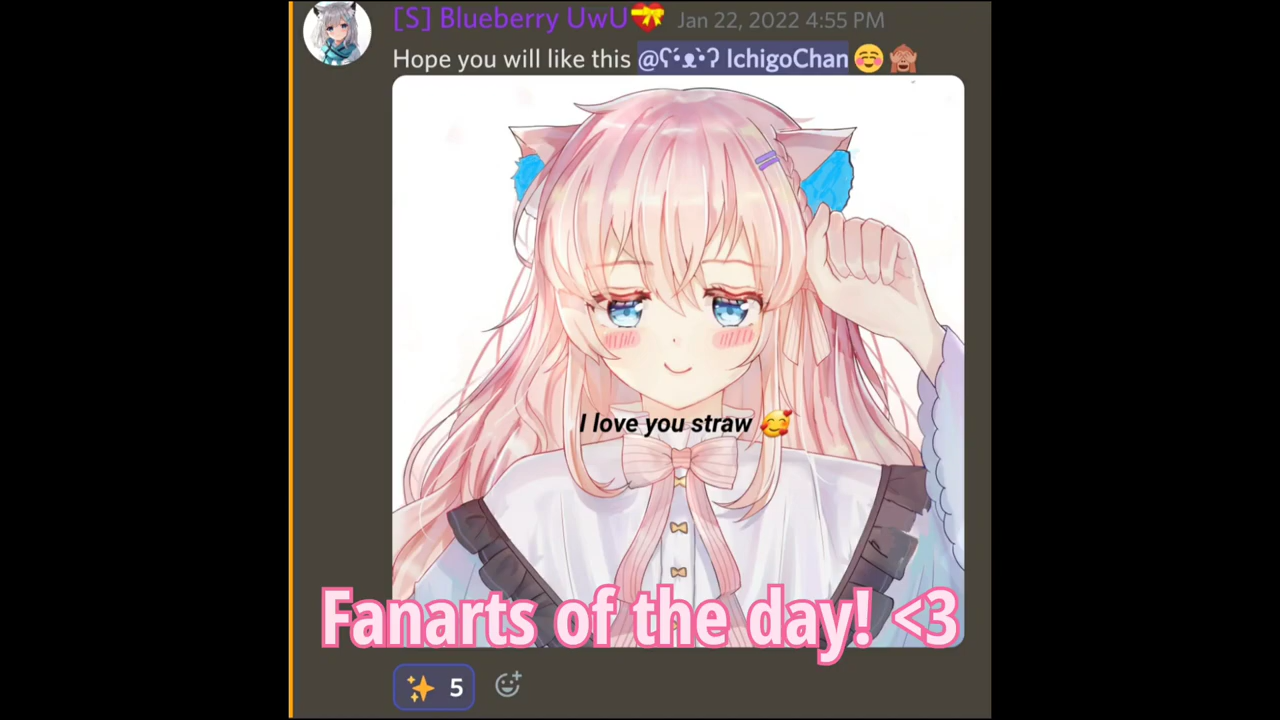 [S] Blueberry UwU💝 Jan 22, 2022 4:55 PM
Hope you will like this @ʕ•́ᴥ•̀ʔ IchigoChan ☺️🙈
I love you straw 🥰
Fanarts of the day! <3
✨ 5